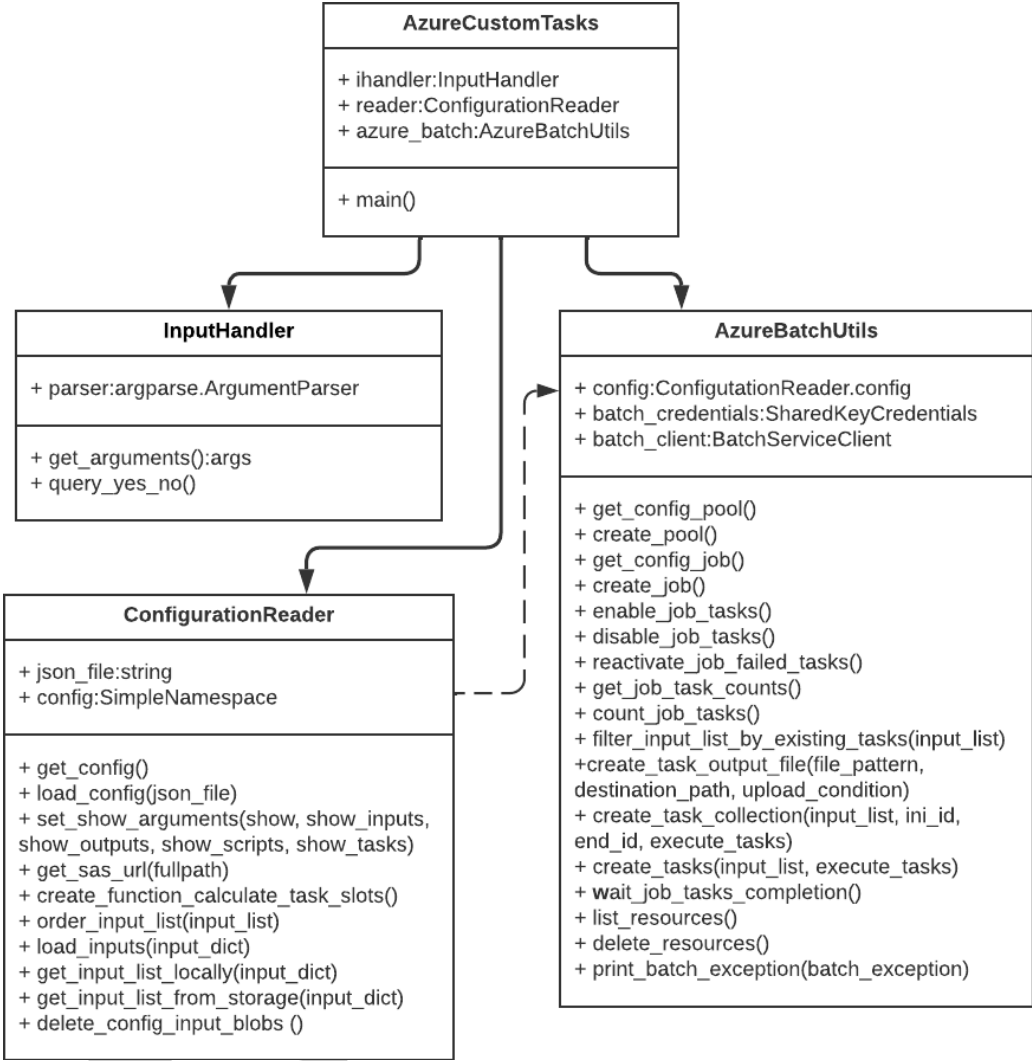 AzureCustomTasks
+ ihandler:InputHandler
+ reader:ConfigurationReader
+ azure_batch:AzureBatchUtils
+ main()
InputHandler
+ parser:argparse.ArgumentParser
+ get_arguments():args
+ query_yes_no()
AzureBatchUtils
+ config:ConfigutationReader.config
+ batch_credentials:SharedKeyCredentials
+ batch_client:BatchServiceClient
+ get_config_pool()
+ create_pool()
+ get_config_job()
+ create_job()
+ enable_job_tasks()
+ disable_job_tasks()
+ reactivate_job_failed_tasks()
+ get_job_task_counts()
+ count_job_tasks()
+ filter_input_list_by_existing_tasks(input_list)
+create_task_output_file(file_pattern,
destination_path, upload_condition)
+ create_task_collection(input_list, ini_id,
end_id, execute_tasks)
+ create_tasks(input_list, execute_tasks)
+ wait_job_tasks_completion()
+ list_resources()
+ delete_resources()
+ print_batch_exception(batch_exception)
ConfigurationReader
+ json_file:string
+ config:SimpleNamespace
+ get_config()
+ load_config(json_file)
+ set_show_arguments(show, show_inputs,
show_outputs, show_scripts, show_tasks)
+ get_sas_url(fullpath)
+ create_function_calculate_task_slots()
+ order_input_list(input_list)
+ load_inputs(input_dict)
+ get_input_list_locally(input_dict)
+ get_input_list_from_storage(input_dict)
+ delete_config_input_blobs ()